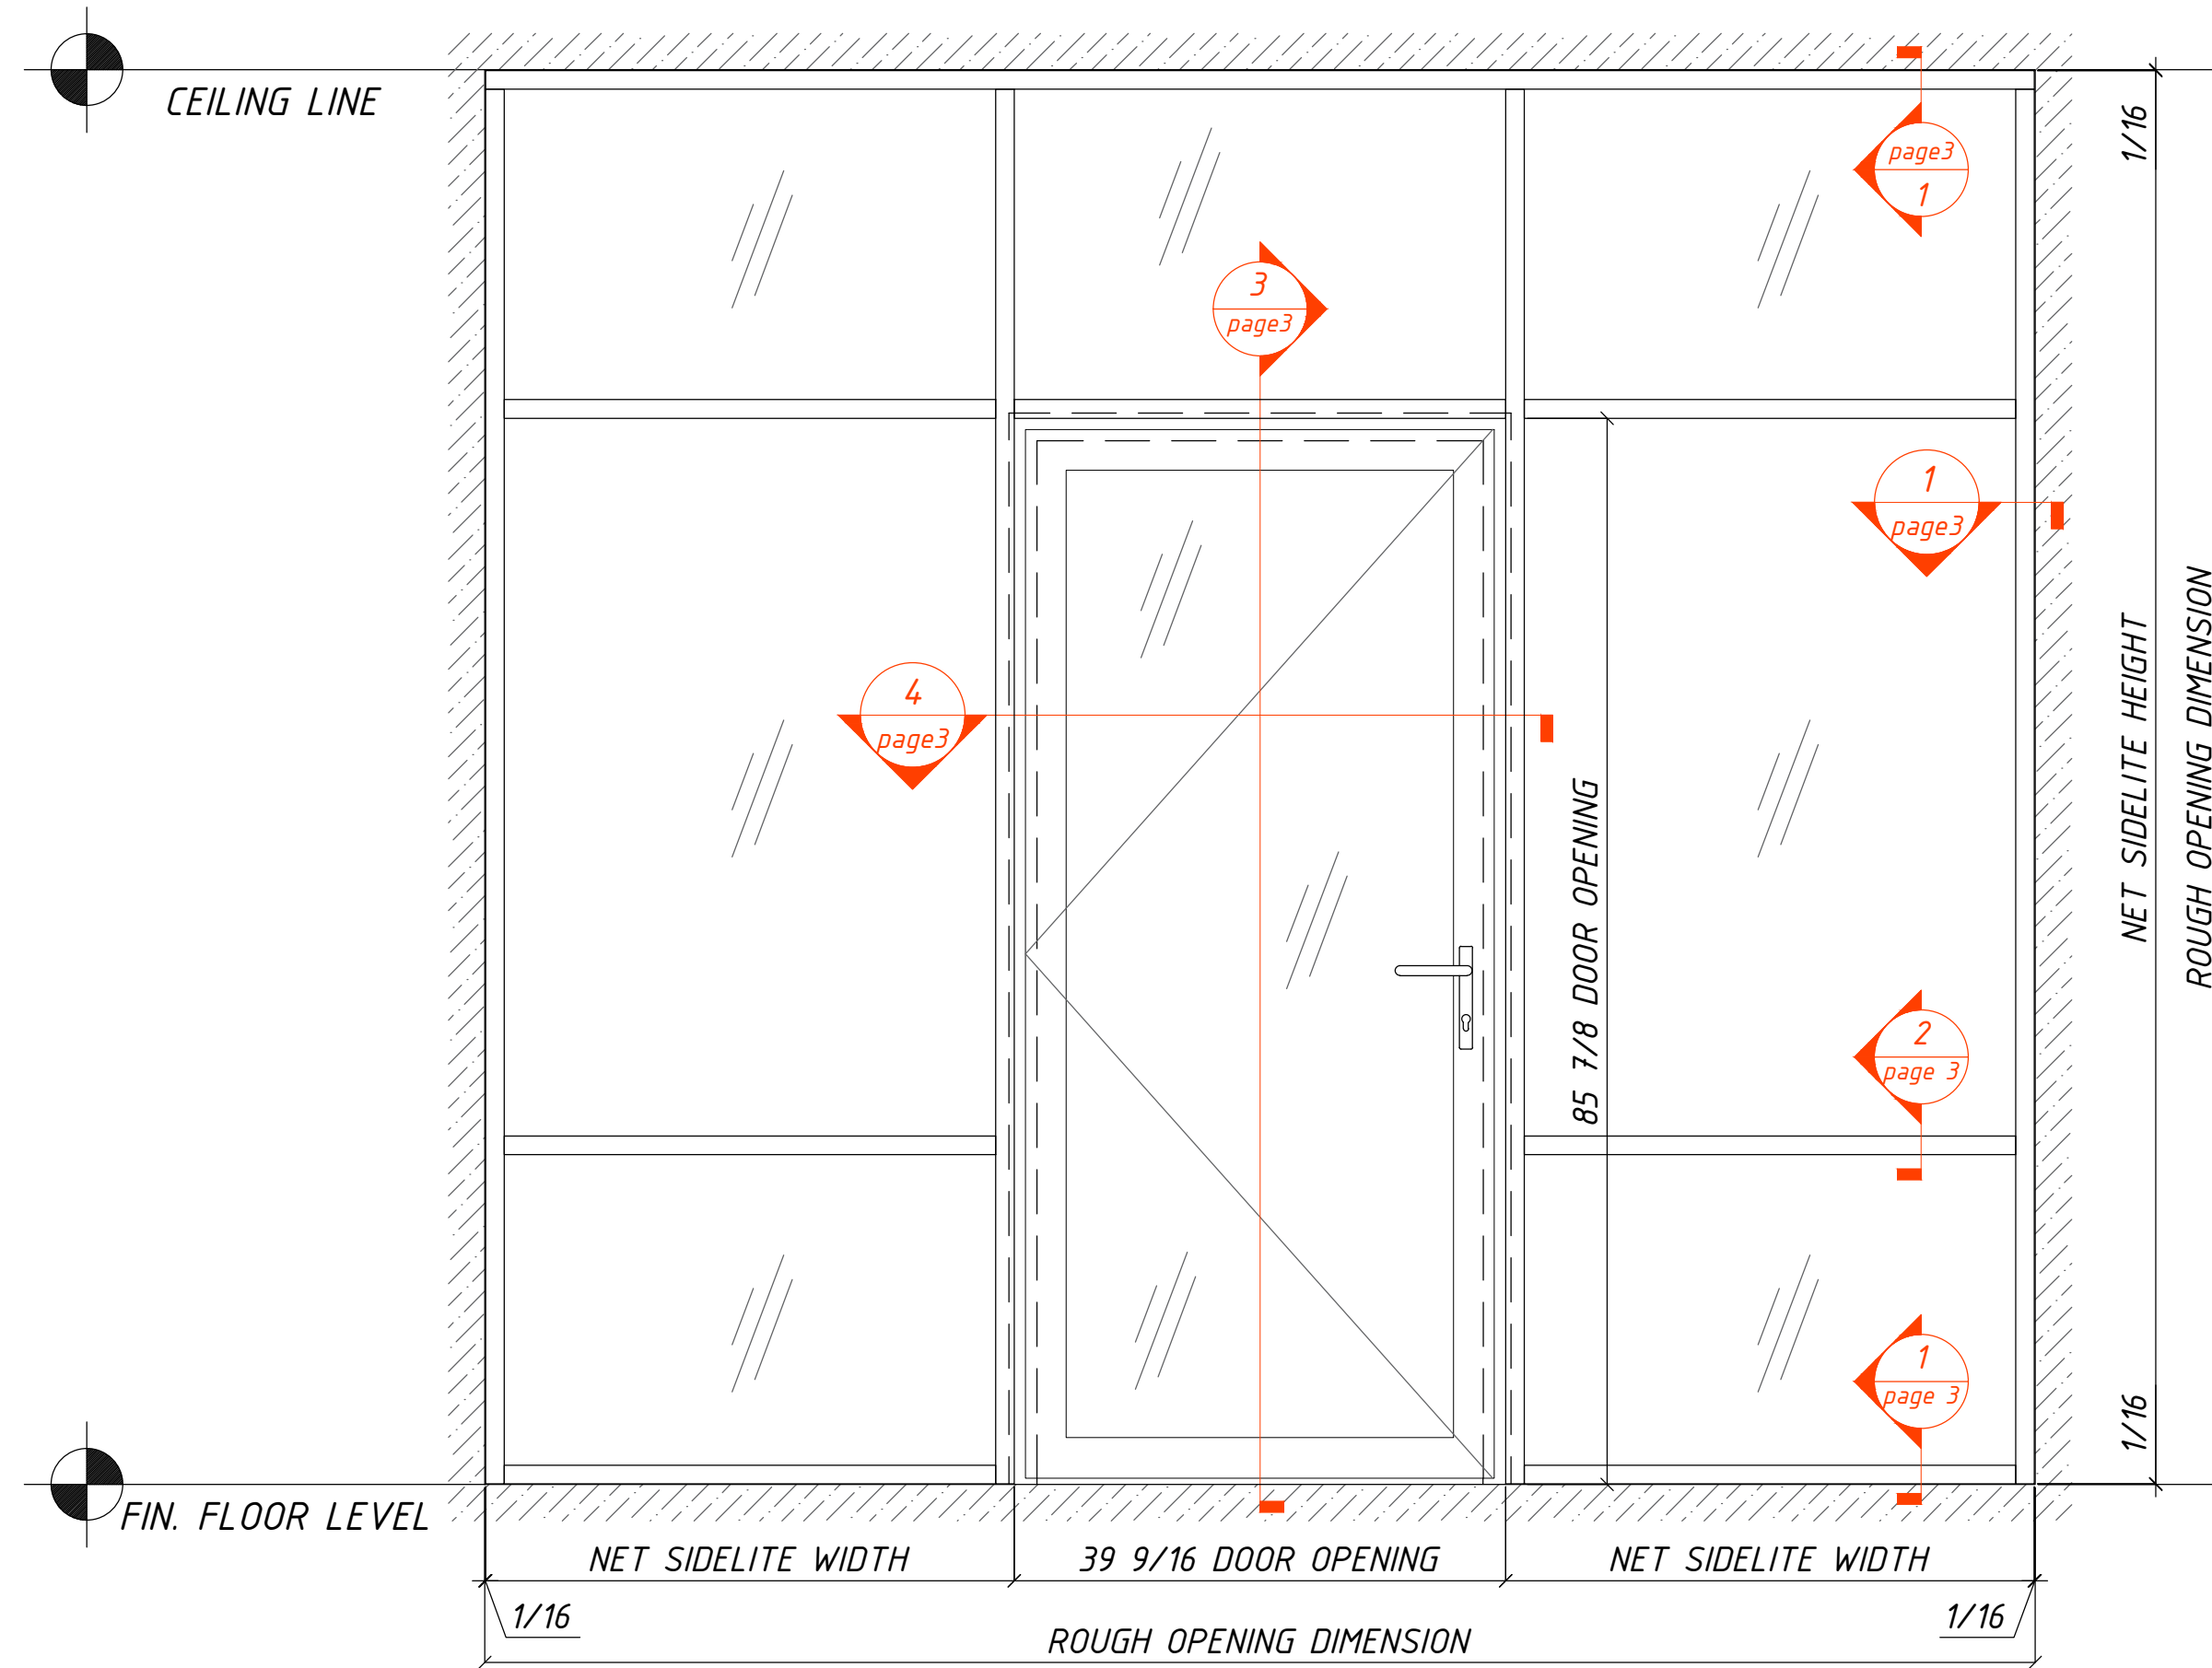 CEILING LINE
1/16
page3
1
3
page3
1
page3
4
page3
NET SIDELITE HEIGHT
ROUGH OPENING DIMENSION
85 7/8 DOOR OPENING
2
page 3
1
page 3
1/16
FIN. FLOOR LEVEL
NET SIDELITE WIDTH
39 9/16 DOOR OPENING
NET SIDELITE WIDTH
1/16
1/16
ROUGH OPENING DIMENSION